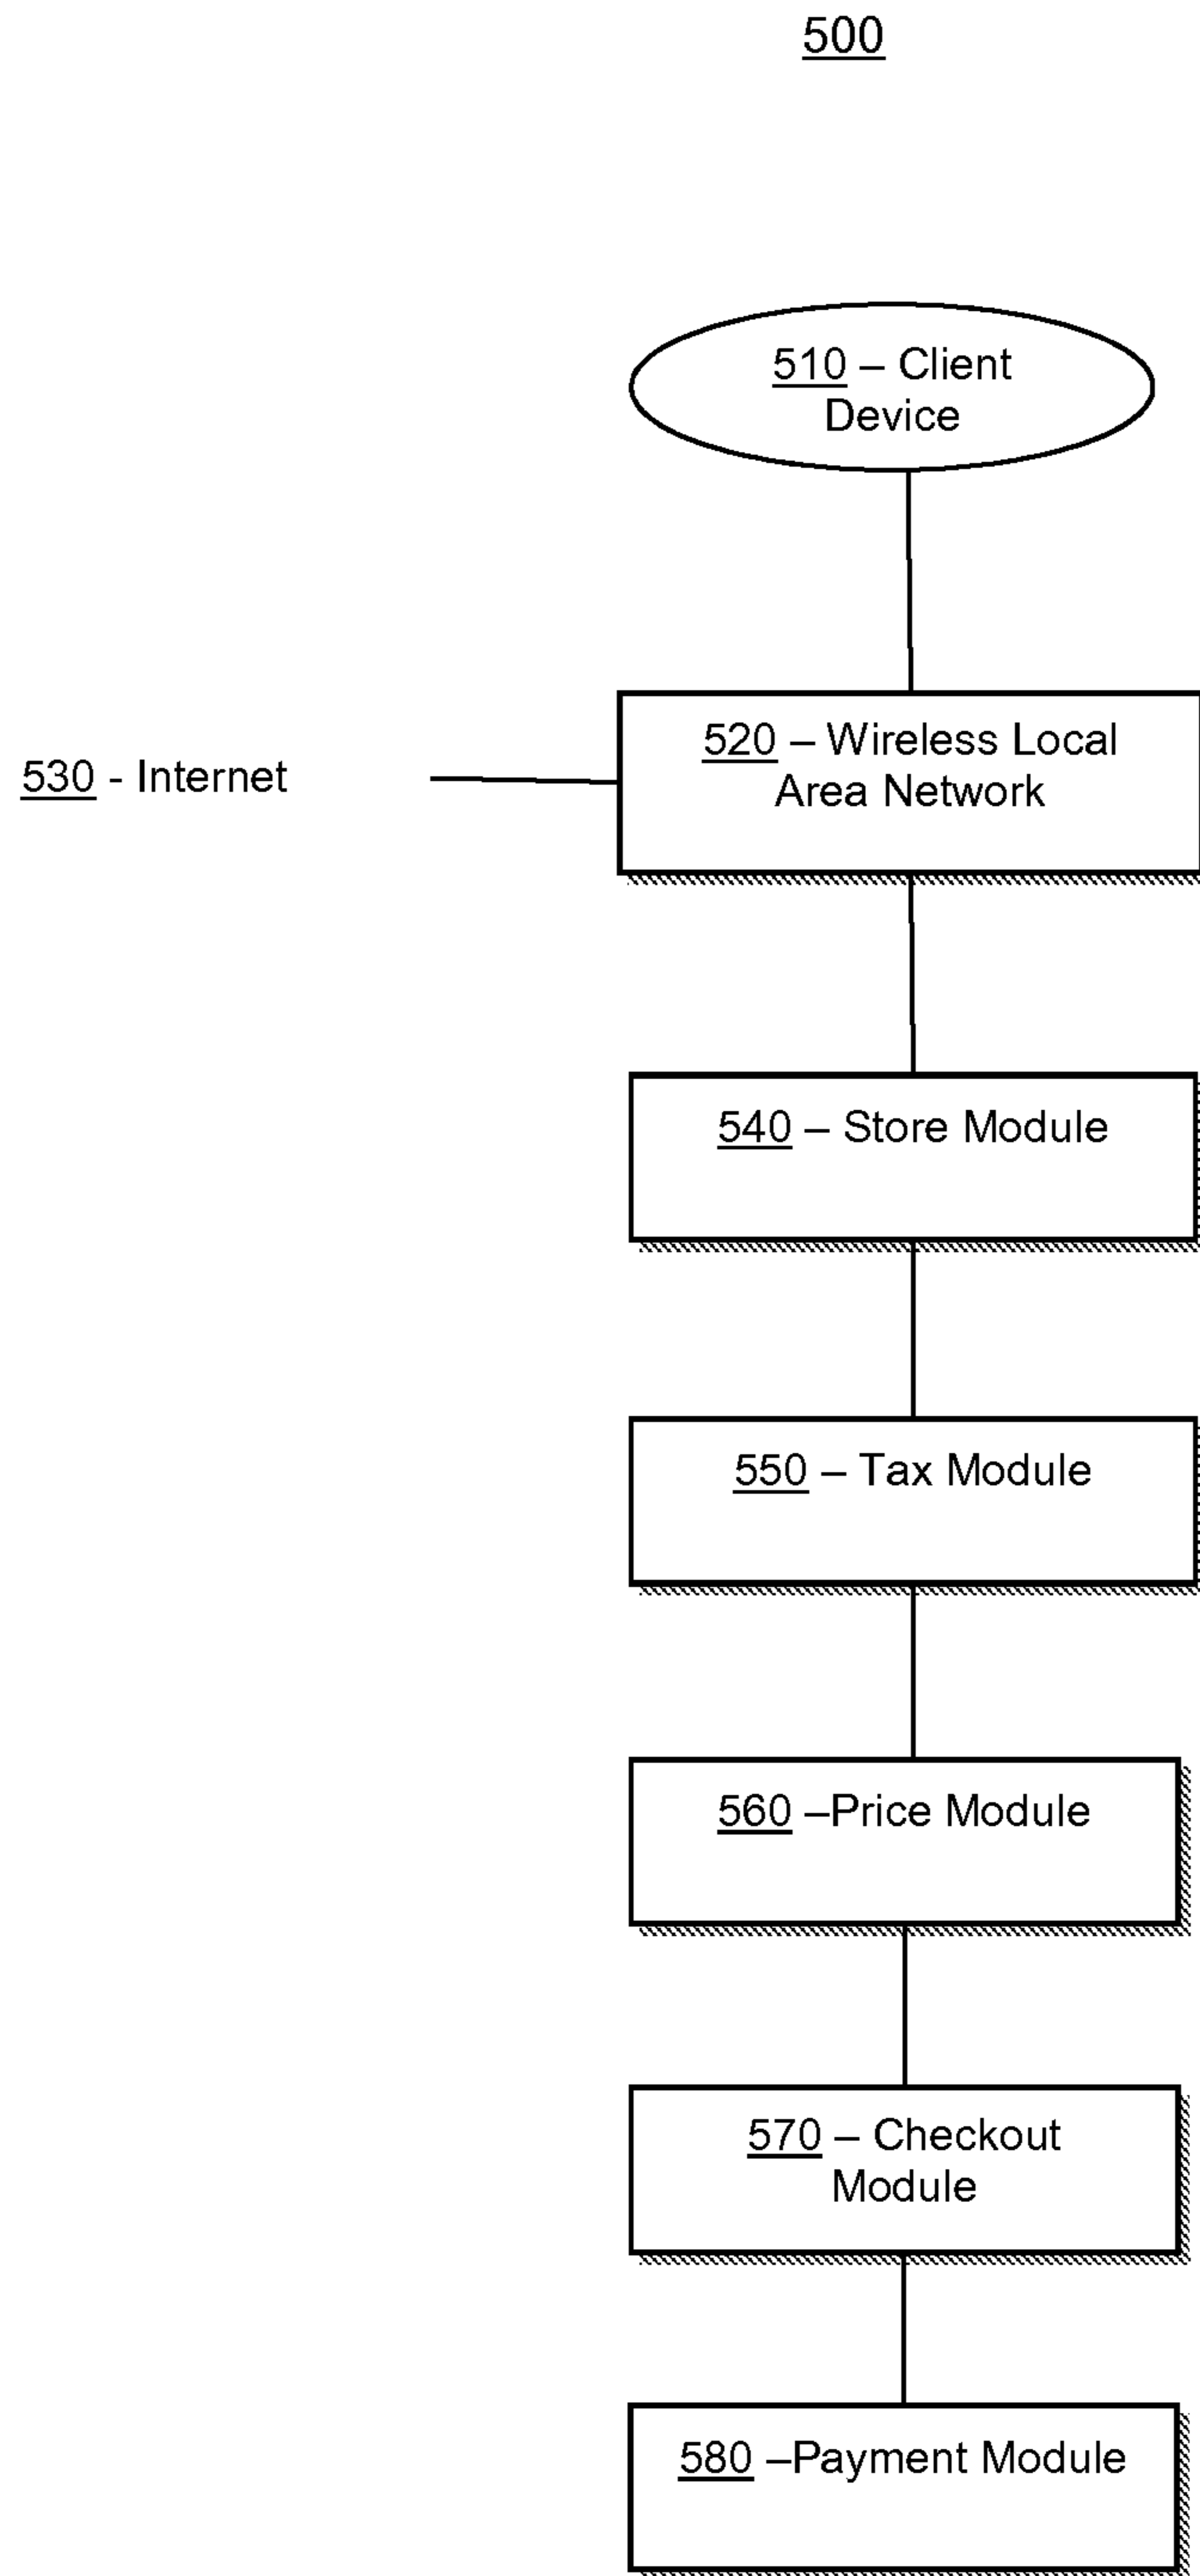 500
510 – Client
Device
520 – Wireless Local
Area Network
530 - Internet
540 – Store Module
550 – Tax Module
560 –Price Module
570 – Checkout
Module
580 –Payment Module